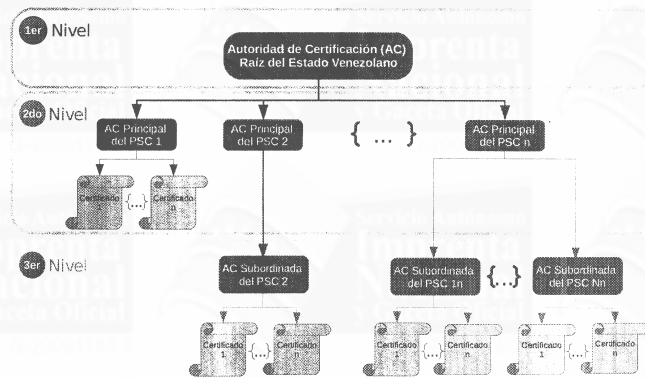 1er Nivel
Autoridad de Certificación (AC)
Raíz del Estado Venezolano
2do Nivel
AC Principal
del PSC 1
AC Principal
del PSC 2
{ ... }
AC Principal
del PSC n
Certificado
1
{...}
Certificado
n
3er Nivel
AC Subordinada
del PSC 2
AC Subordinada
del PSC 1n
{...}
AC Subordinada
del PSC Nn
Certificado
1
{...}
Certificado
n
Certificado
1
{...}
Certificado
n
Certificado
1
{...}
Certificado
n